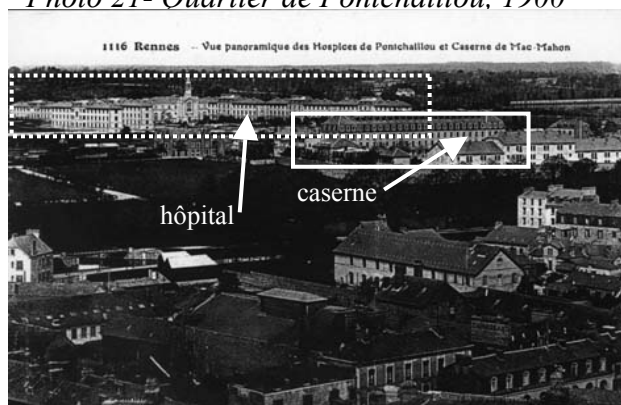 Photo 21- Quartier de Pontchaillou, 1900
1116 Rennes – Vue panoramique des Hospices de Pontchaillou et Caserne de Mac-Mahon
caserne
hôpital